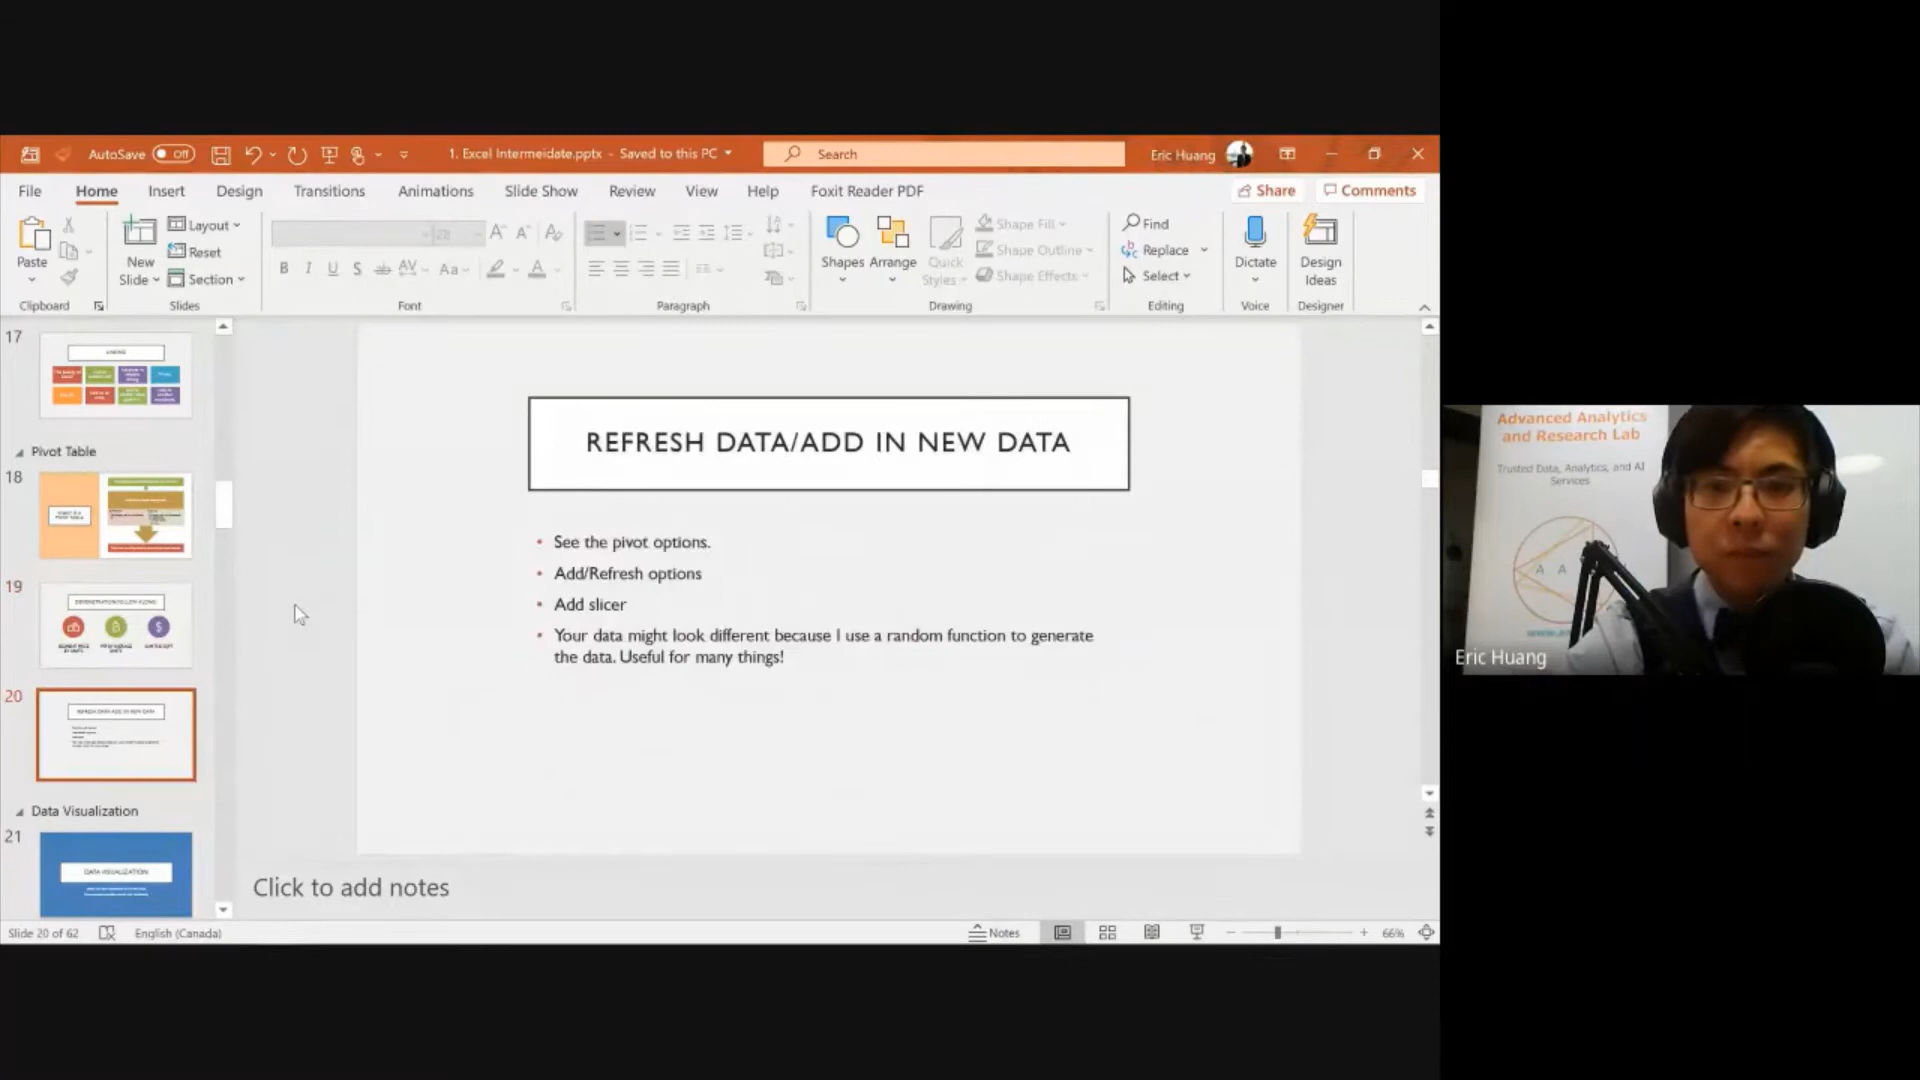 AutoSave Off 1. Excel Intermeidate.pptx - Saved to this PC Search Eric Huang
File Home Insert Design Transitions Animations Slide Show Review View Help Foxit Reader PDF Share Comments
Paste
Clipboard
New Slide
Layout
Reset
Section
Slides
28
Font
Paragraph
Shapes
Arrange
Quick Styles
Shape Fill
Shape Outline
Shape Effects
Drawing
Find
Replace
Select
Editing
Dictate
Voice
Design Ideas
Designer
17
Pivot Table
18
19
20
Data Visualization
21
DATA VISUALIZATION
REFRESH DATA/ADD IN NEW DATA
• See the pivot options.
• Add/Refresh options
• Add slicer
• Your data might look different because I use a random function to generate
the data. Useful for many things!
Click to add notes
Slide 20 of 62 English (Canada) Notes 66%
Advanced Analytics
and Research Lab
Trusted Data, Analytics, and AI
Services
A A
Eric Huang